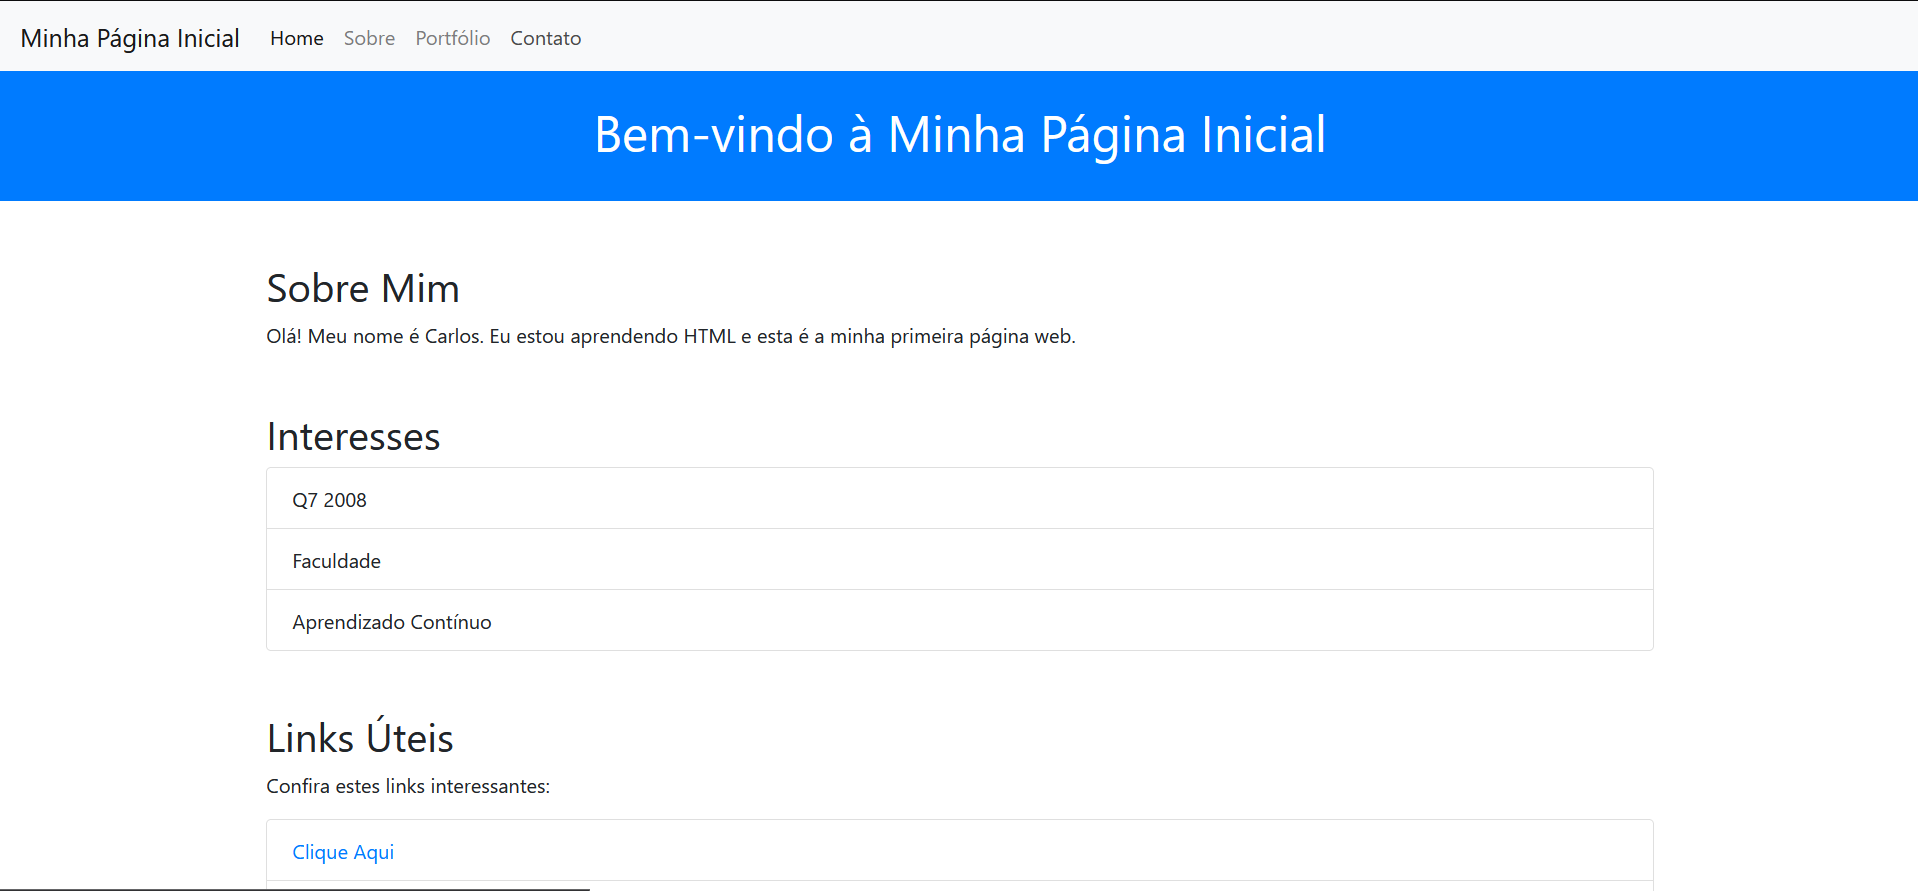 Minha Página Inicial Home Sobre Portfólio Contato
Bem-vindo à Minha Página Inicial
Sobre Mim
Olá! Meu nome é Carlos. Eu estou aprendendo HTML e esta é a minha primeira página web.
Interesses
Q7 2008
Faculdade
Aprendizado Contínuo
Links Úteis
Confira estes links interessantes:
Clique Aqui